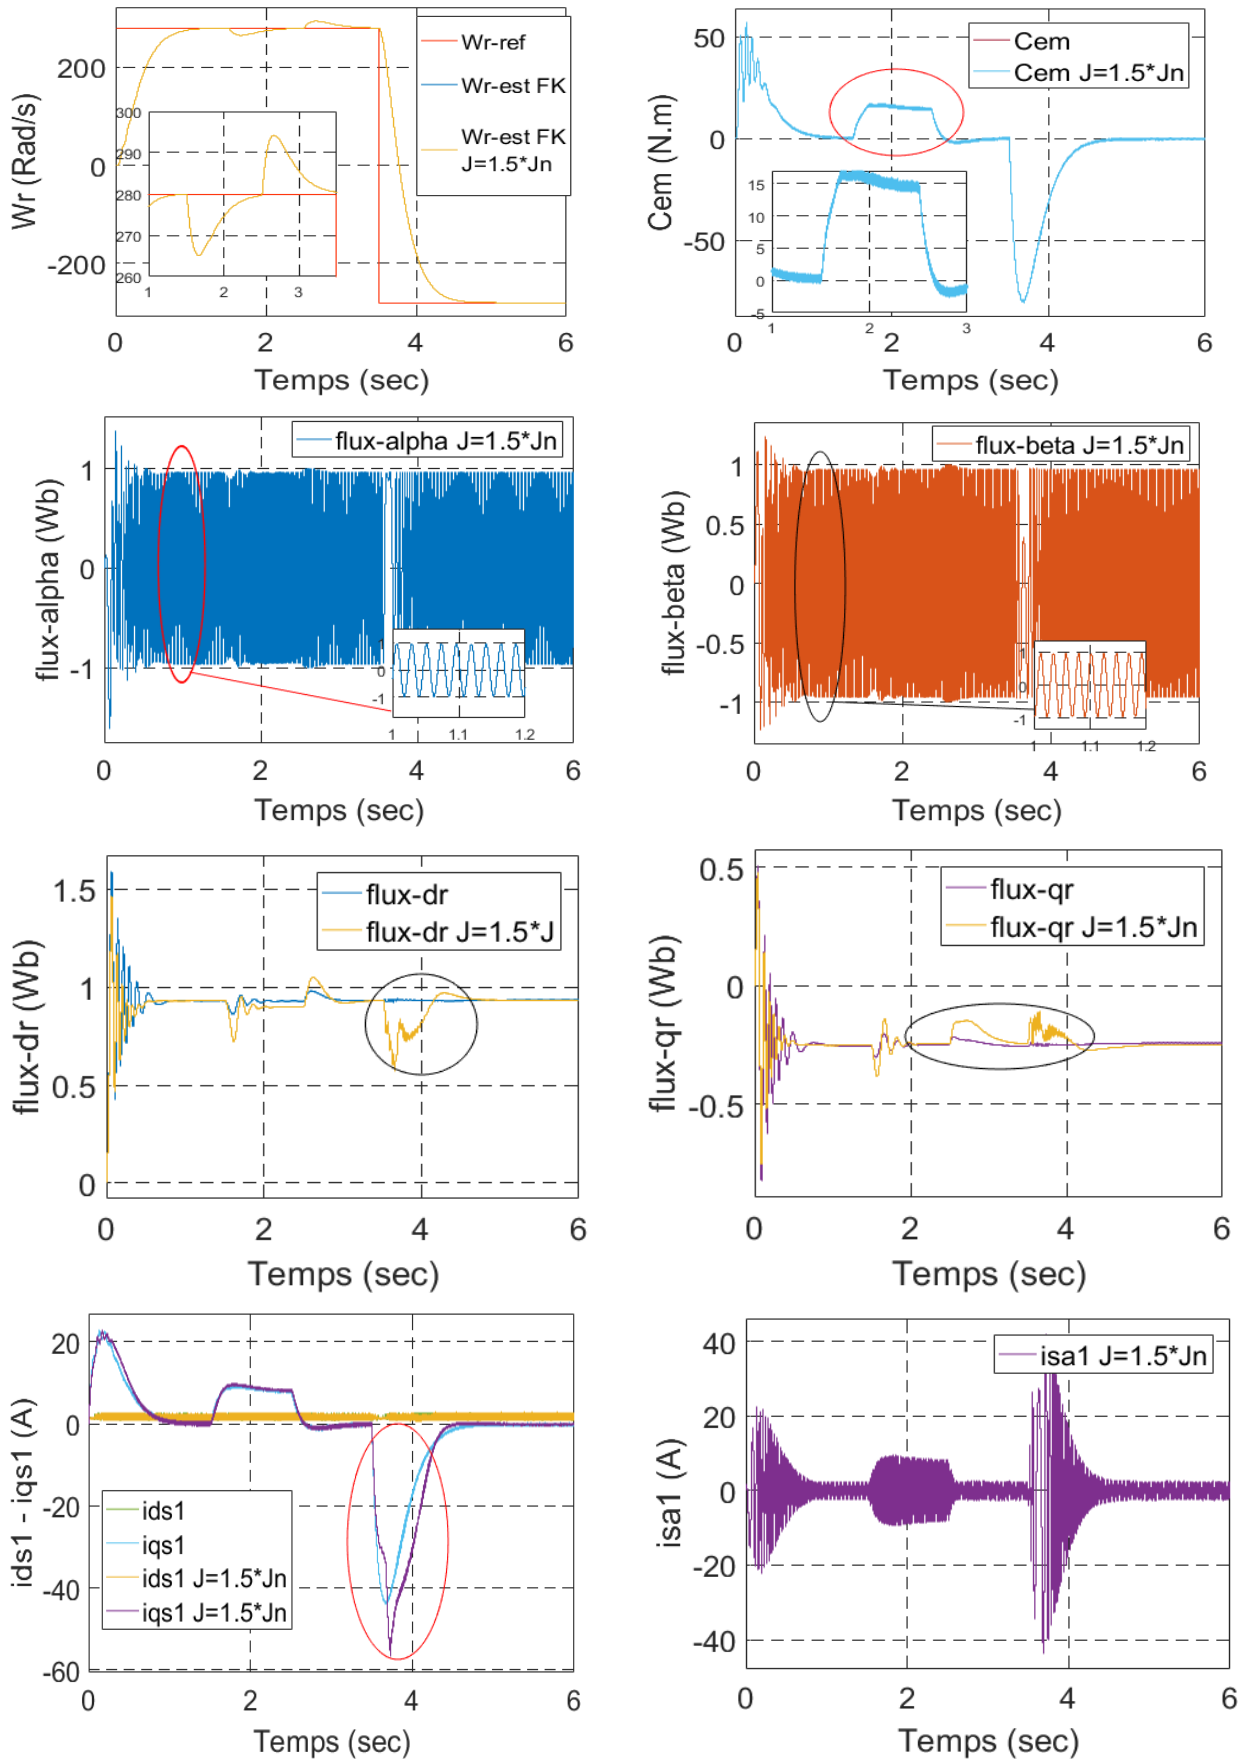 Wr (Rad/s)
200
0
-200
Wr-ref
Wr-est FK
Wr-est FK
J=1.5*Jn
300
290
280
270
260
1
2
3
0
2
4
6
Temps (sec)
Cem (N.m)
50
0
-50
Cem
Cem J=1.5*Jn
15
10
5
0
-5
1
2
3
0
2
4
6
Temps (sec)
flux-alpha (Wb)
1
0
-1
flux-alpha J=1.5*Jn
1
0
-1
1
1.1
1.2
0
2
4
6
Temps (sec)
flux-beta (Wb)
1
0.5
0
-0.5
-1
flux-beta J=1.5*Jn
1
0
-1
1
1.1
1.2
0
2
4
6
Temps (sec)
flux-dr (Wb)
1.5
1
0.5
0
flux-dr
flux-dr J=1.5*J
0
2
4
6
Temps (sec)
flux-qr (Wb)
0.5
0
-0.5
flux-qr
flux-qr J=1.5*Jn
0
2
4
6
Temps (sec)
ids1 - iqs1 (A)
20
0
-20
-40
-60
ids1
iqs1
ids1 J=1.5*Jn
iqs1 J=1.5*Jn
0
2
4
6
Temps (sec)
isa1 (A)
40
20
0
-20
-40
isa1 J=1.5*Jn
0
2
4
6
Temps (sec)